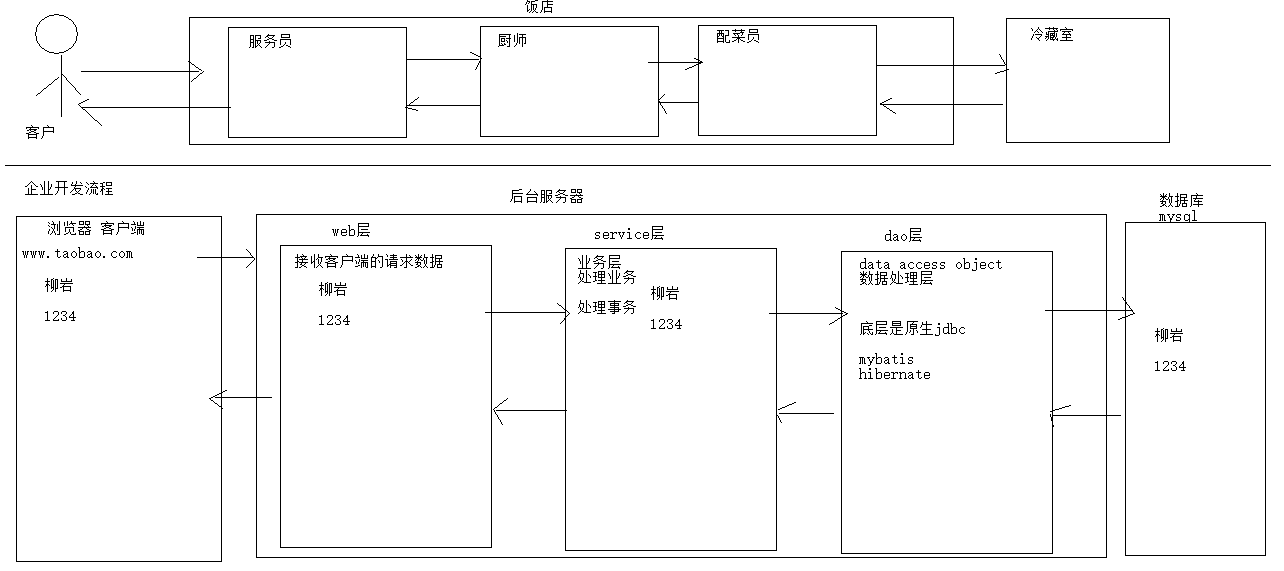 饭店
服务员
厨师
配菜员
冷藏室
客户
企业开发流程
后台服务器
数据库
mysql
浏览器 客户端
www.taobao.com
柳岩
1234
web层
接收客户端的请求数据
柳岩
1234
service层
业务层
处理业务
处理事务
柳岩
1234
dao层
data access object
数据处理层
底层是原生jdbc
mybatis
hibernate
柳岩
1234